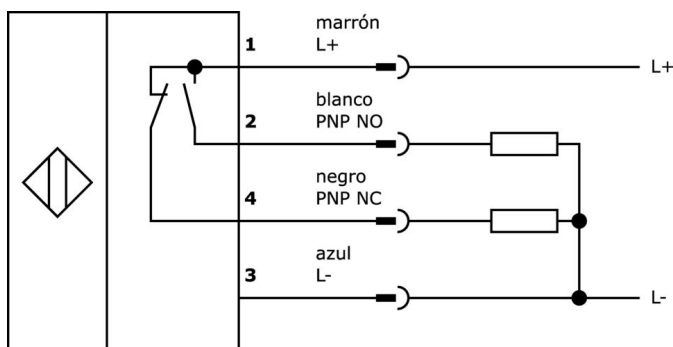 marrón
1 L+
L+
blanco
2 PNP NO
negro
4 PNP NC
azul
3 L-
L-